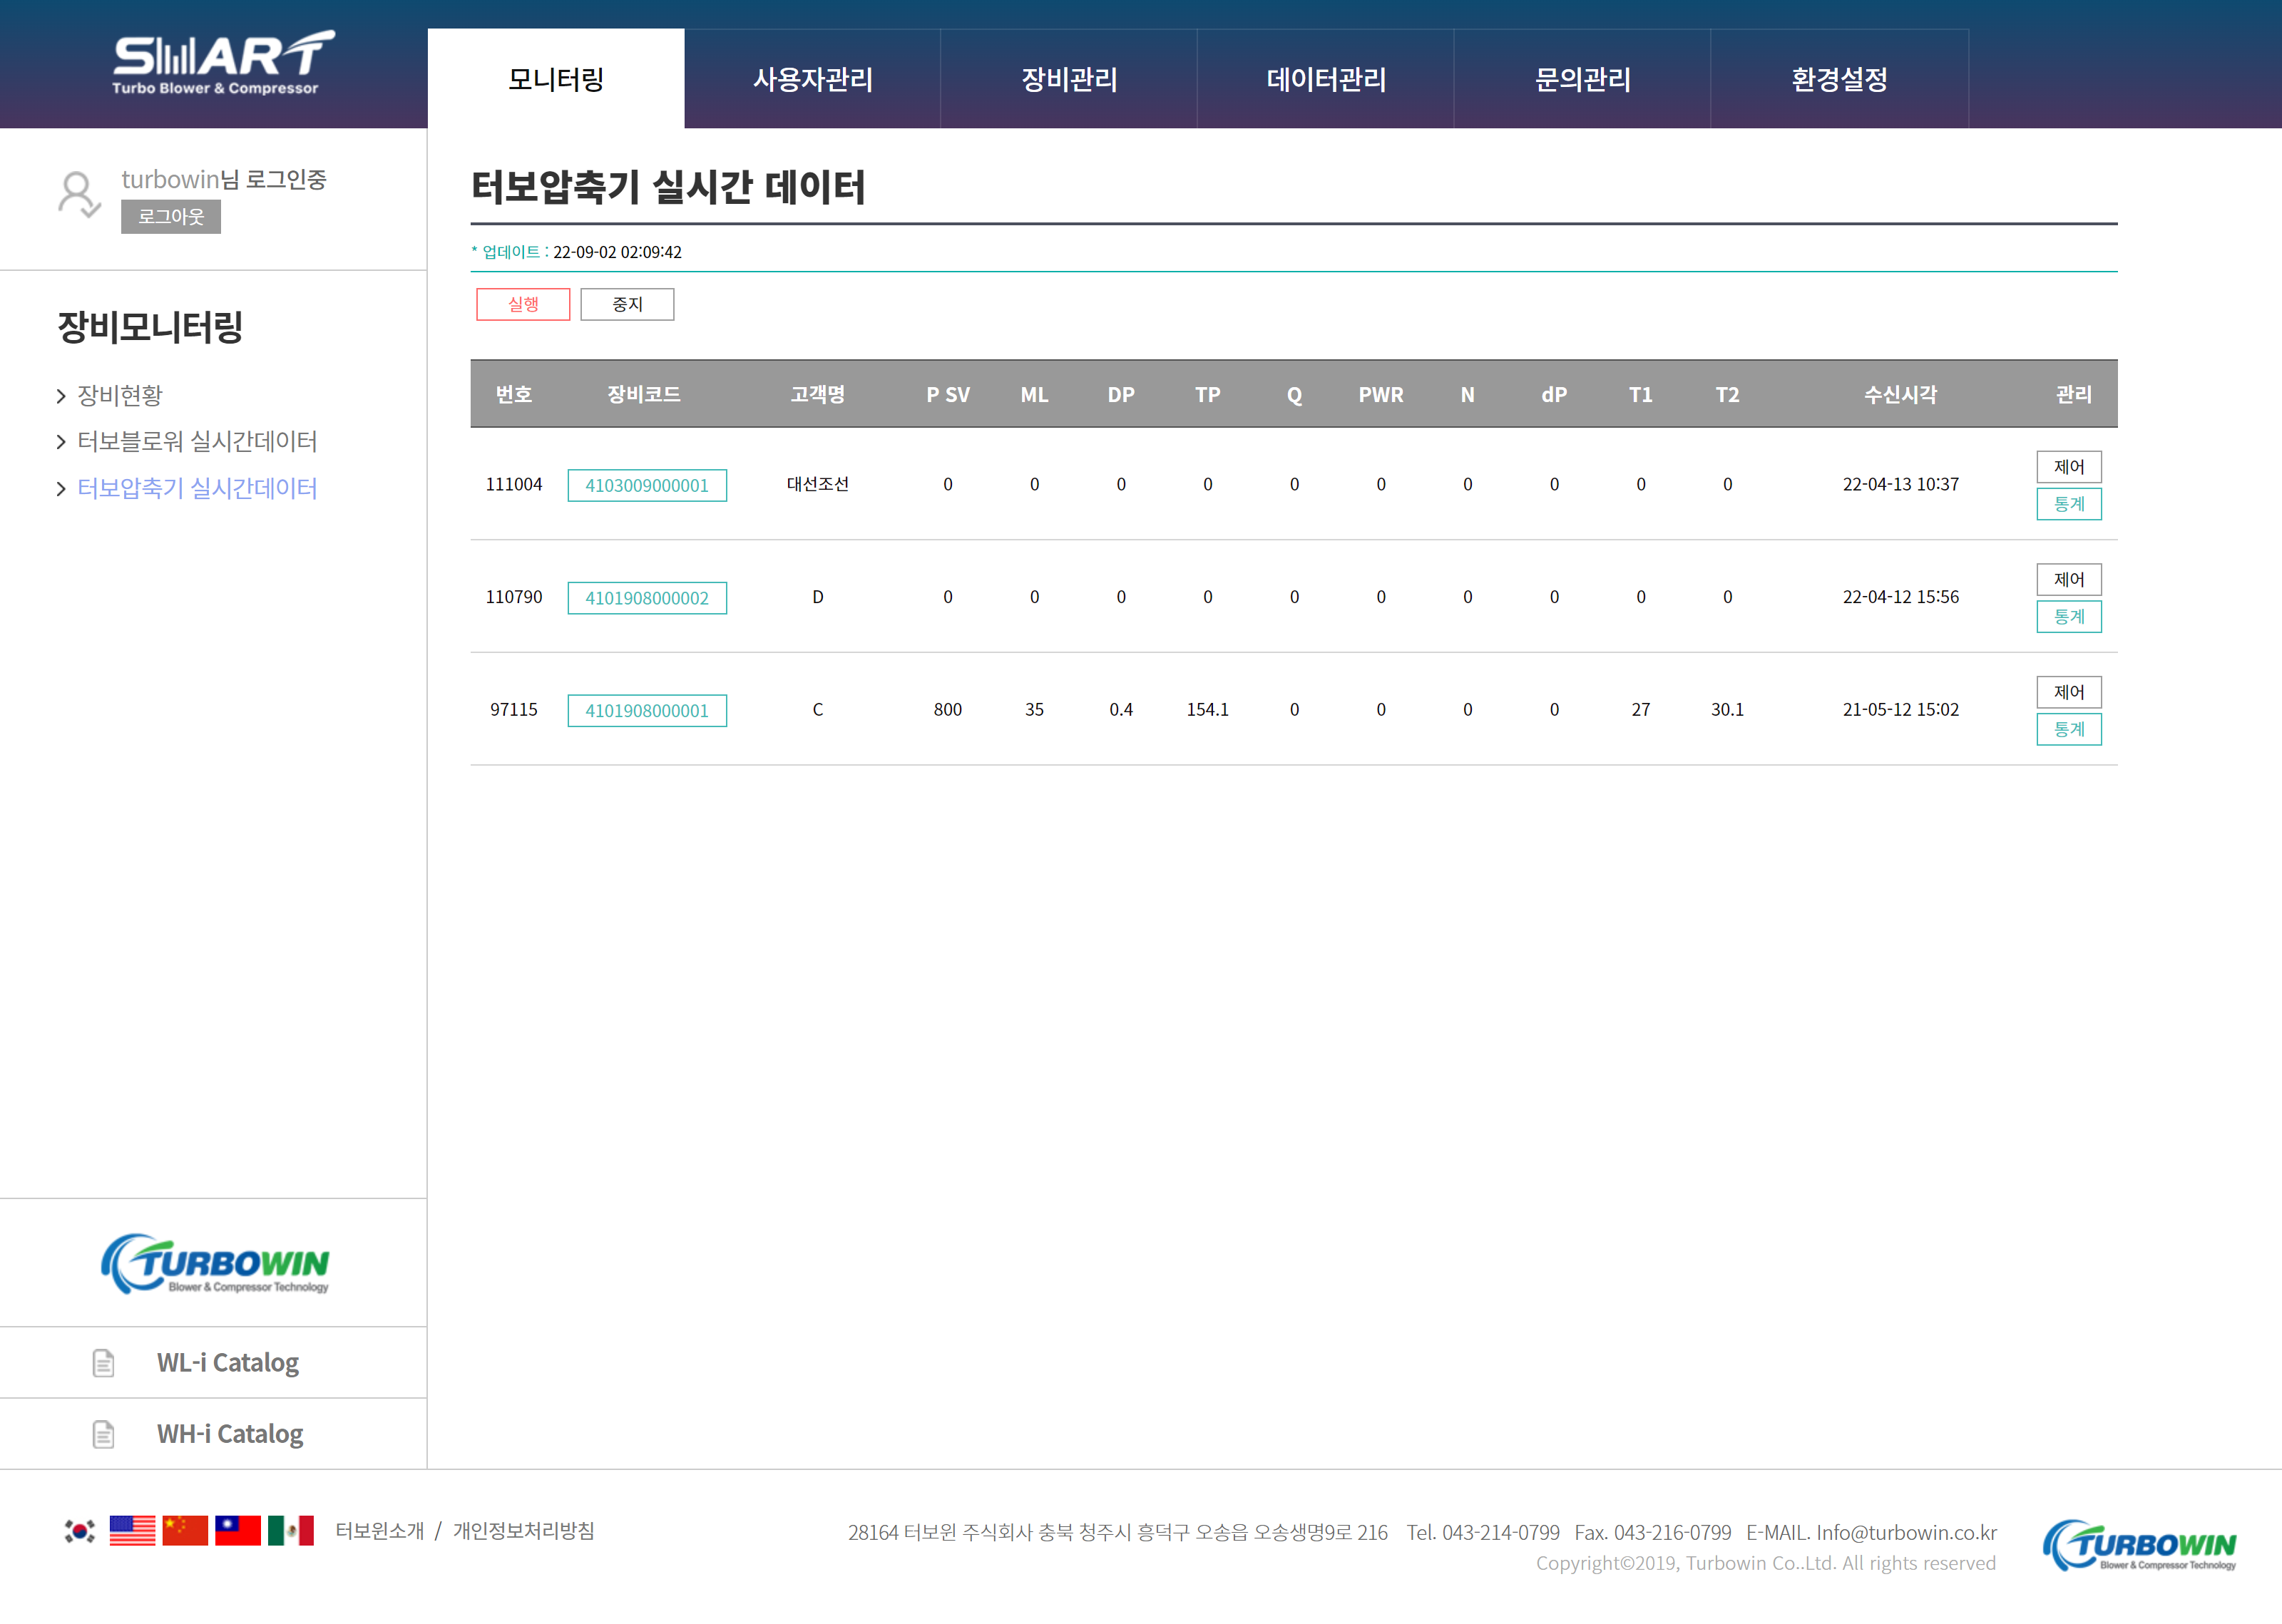 SMART
Turbo Blower & Compressor
모니터링 사용자관리 장비관리 데이터관리 문의관리 환경설정
turbowin님 로그인중
로그아웃
장비모니터링
장비현황
터보블로워 실시간데이터
터보압축기 실시간데이터
터보압축기 실시간 데이터
* 업데이트 : 22-09-02 02:09:42
실행 중지
번호 장비코드 고객명 P SV ML DP TP Q PWR N dP T1 T2 수신시각 관리
111004 4103009000001 대선조선 0 0 0 0 0 0 0 0 0 0 22-04-13 10:37 제어 통계
110790 4101908000002 D 0 0 0 0 0 0 0 0 0 0 22-04-12 15:56 제어 통계
97115 4101908000001 C 800 35 0.4 154.1 0 0 0 0 27 30.1 21-05-12 15:02 제어 통계
TURBOWIN
Blower & Compressor Technology
WL-i Catalog
WH-i Catalog
터보윈소개 / 개인정보처리방침
28164 터보윈 주식회사 충북 청주시 흥덕구 오송읍 오송생명9로 216 Tel. 043-214-0799 Fax. 043-216-0799 E-MAIL. Info@turbowin.co.kr
Copyright©2019, Turbowin Co..Ltd. All rights reserved
TURBOWIN
Blower & Compressor Technology